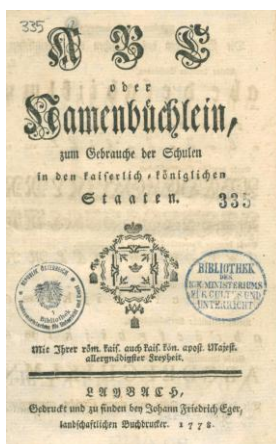 335
A B C
oder
Namenbüchlein,
zum Gebrauche der Schulen
in den kaiserlich-königlichen
Staaten.
335
BIBLIOTHEK
DES
K.K. MINISTERIUMS
FÜR CULTUS UND
UNTERRICHT
Bibliothek
Mit Ihrer röm. kais. auch kais. kön. apost. Majest.
allergnädigster Freyheit.
LAYBACH,
Gedruckt und zu finden bey Johann Friedrich Eger,
landschaftlichen Buchdrucker. 1778.